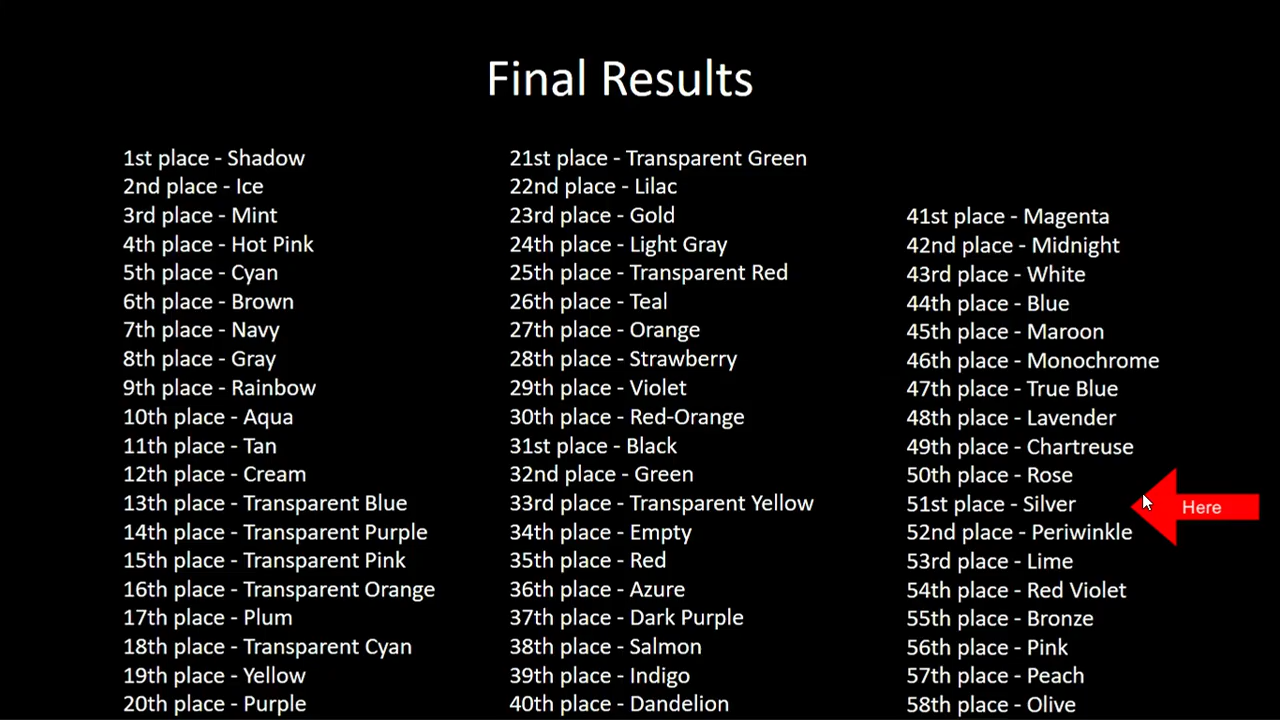 Final Results
1st place - Shadow
2nd place - Ice
3rd place - Mint
4th place - Hot Pink
5th place - Cyan
6th place - Brown
7th place - Navy
8th place - Gray
9th place - Rainbow
10th place - Aqua
11th place - Tan
12th place - Cream
13th place - Transparent Blue
14th place - Transparent Purple
15th place - Transparent Pink
16th place - Transparent Orange
17th place - Plum
18th place - Transparent Cyan
19th place - Yellow
20th place - Purple
21st place - Transparent Green
22nd place - Lilac
23rd place - Gold
24th place - Light Gray
25th place - Transparent Red
26th place - Teal
27th place - Orange
28th place - Strawberry
29th place - Violet
30th place - Red-Orange
31st place - Black
32nd place - Green
33rd place - Transparent Yellow
34th place - Empty
35th place - Red
36th place - Azure
37th place - Dark Purple
38th place - Salmon
39th place - Indigo
40th place - Dandelion
41st place - Magenta
42nd place - Midnight
43rd place - White
44th place - Blue
45th place - Maroon
46th place - Monochrome
47th place - True Blue
48th place - Lavender
49th place - Chartreuse
50th place - Rose
51st place - Silver
Here
52nd place - Periwinkle
53rd place - Lime
54th place - Red Violet
55th place - Bronze
56th place - Pink
57th place - Peach
58th place - Olive